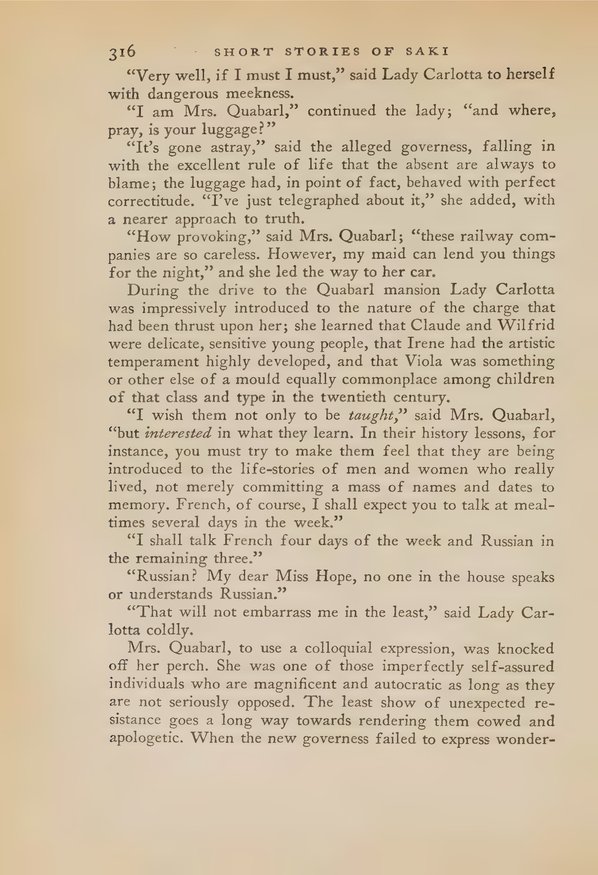 316 SHORT STORIES OF SAKI
“Very well, if I must I must,” said Lady Carlotta to herself
with dangerous meekness.
“I am Mrs. Quabarl,” continued the lady; “and where,
pray, is your luggage?”
“It’s gone astray,” said the alleged governess, falling in
with the excellent rule of life that the absent are always to
blame; the luggage had, in point of fact, behaved with perfect
correctitude. “I’ve just telegraphed about it,” she added, with
a nearer approach to truth.
“How provoking,” said Mrs. Quabarl; “these railway com-
panies are so careless. However, my maid can lend you things
for the night,” and she led the way to her car.
During the drive to the Quabarl mansion Lady Carlotta
was impressively introduced to the nature of the charge that
had been thrust upon her; she learned that Claude and Wilfrid
were delicate, sensitive young people, that Irene had the artistic
temperament highly developed, and that Viola was something
or other else of a mould equally commonplace among children
of that class and type in the twentieth century.
“I wish them not only to be taught,” said Mrs. Quabarl,
“but interested in what they learn. In their history lessons, for
instance, you must try to make them feel that they are being
introduced to the life-stories of men and women who really
lived, not merely committing a mass of names and dates to
memory. French, of course, I shall expect you to talk at meal-
times several days in the week.”
“I shall talk French four days of the week and Russian in
the remaining three.”
“Russian? My dear Miss Hope, no one in the house speaks
or understands Russian.”
“That will not embarrass me in the least,” said Lady Car-
lotta coldly.
Mrs. Quabarl, to use a colloquial expression, was knocked
off her perch. She was one of those imperfectly self-assured
individuals who are magnificent and autocratic as long as they
are not seriously opposed. The least show of unexpected re-
sistance goes a long way towards rendering them cowed and
apologetic. When the new governess failed to express wonder-